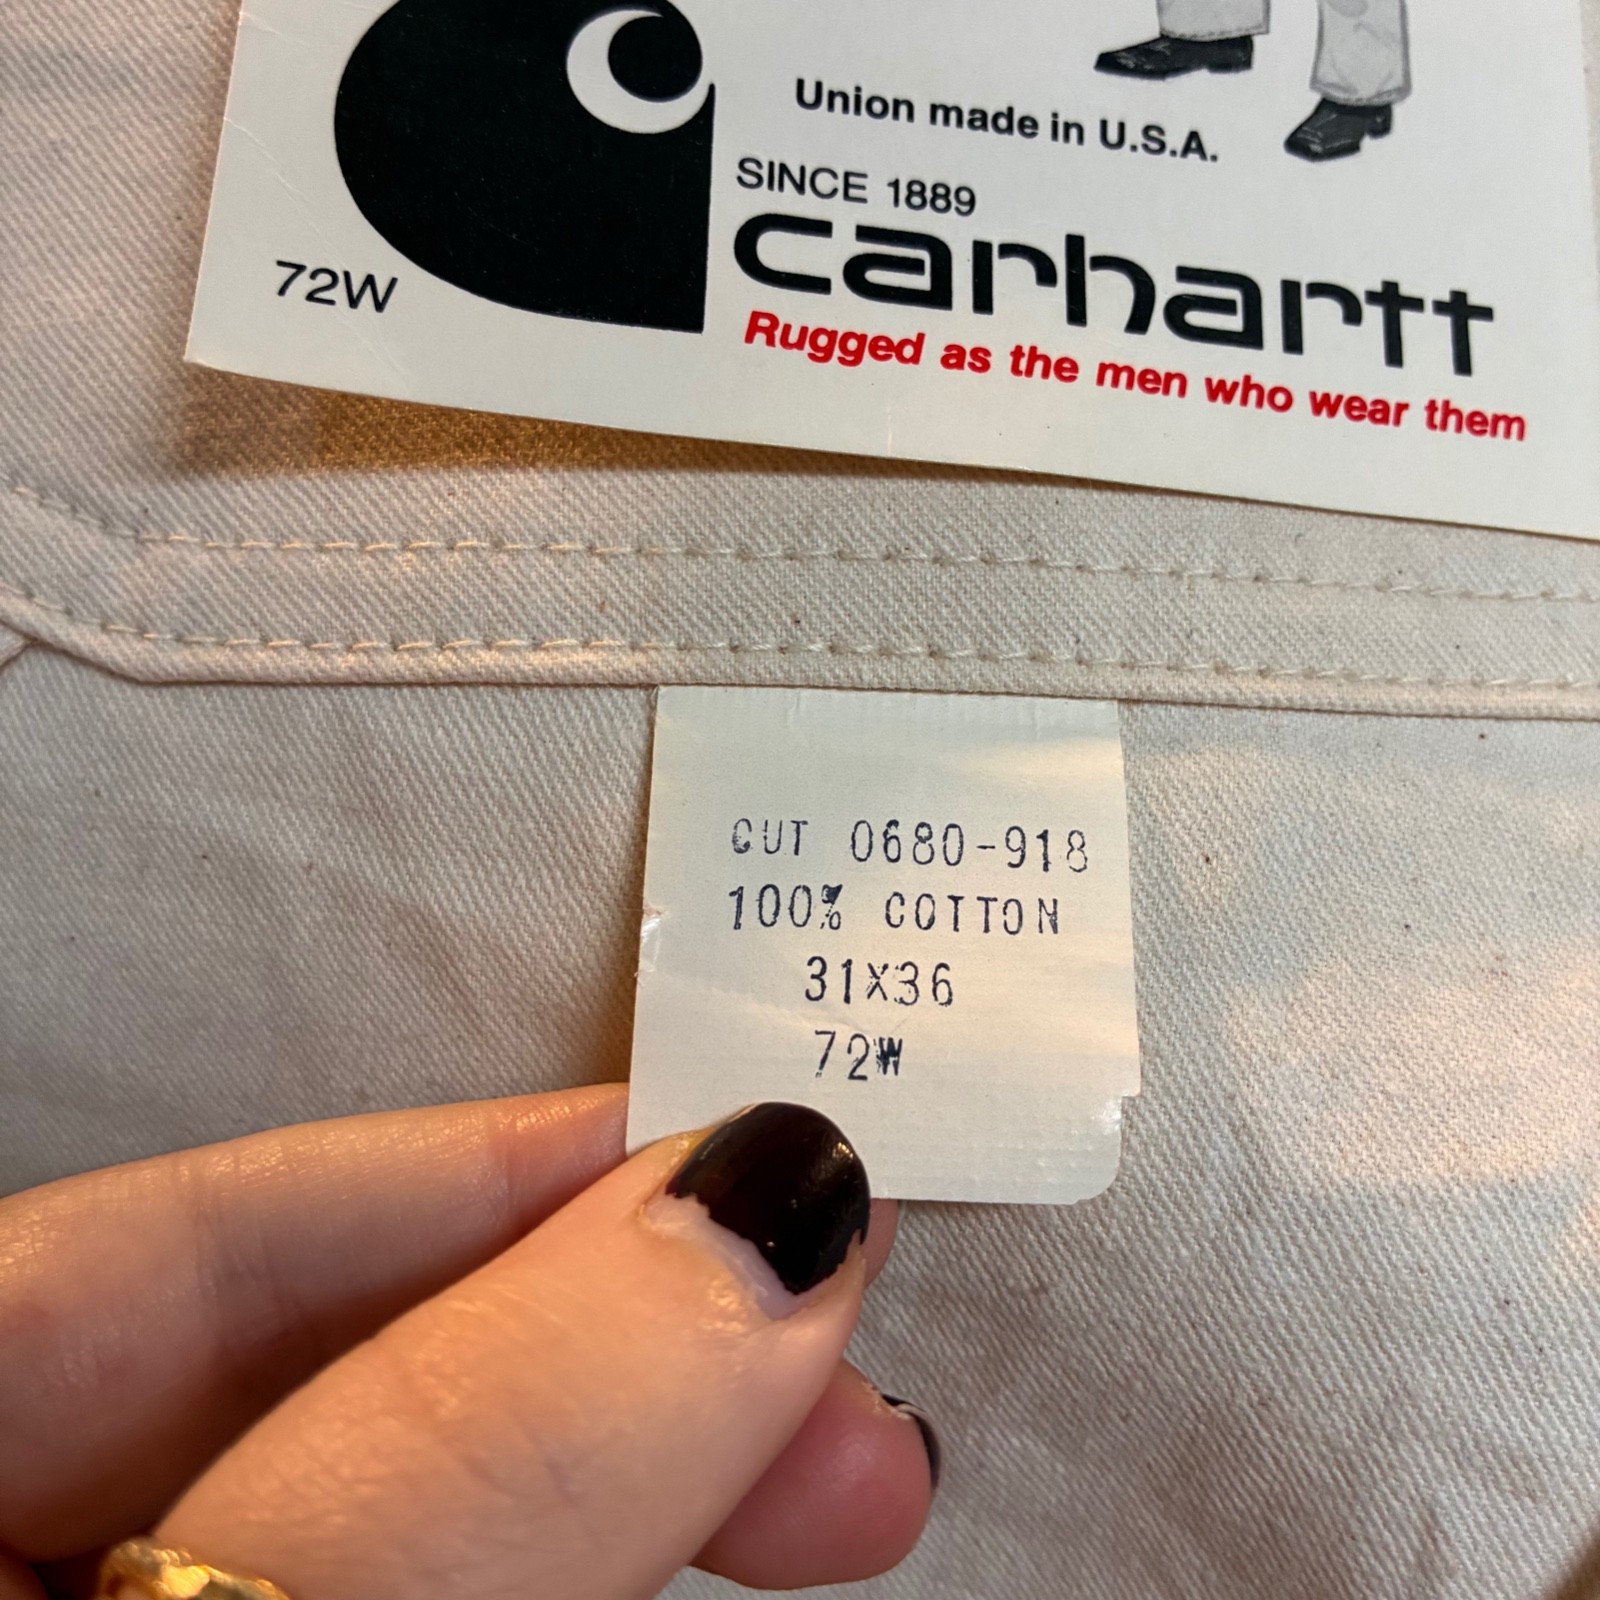 Union made in U.S.A.
SINCE 1889
carhartt
72W
Rugged as the men who wear them
CUT 0680-918
100% COTTON
31X36
72W